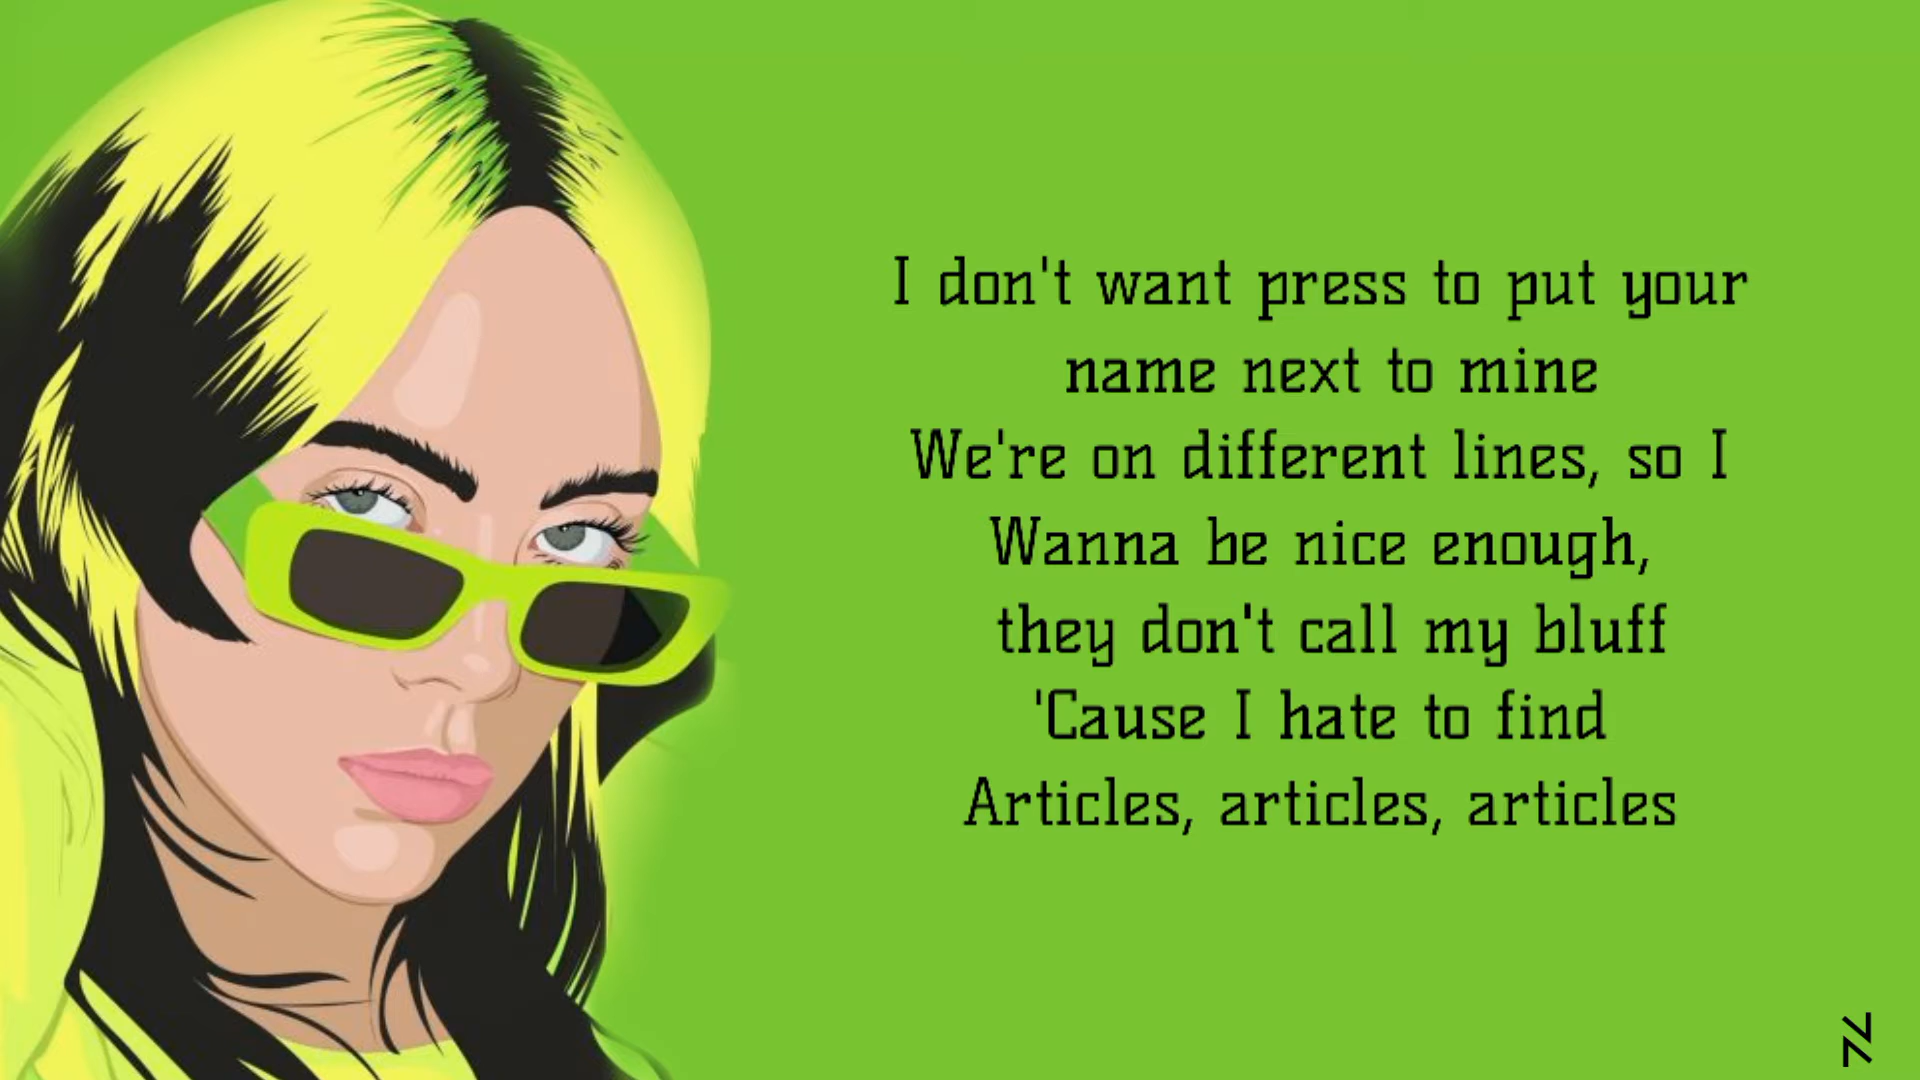 I don't want press to put your
name next to mine
We're on different lines, so I
Wanna be nice enough,
they don't call my bluff
'Cause I hate to find
Articles, articles, articles